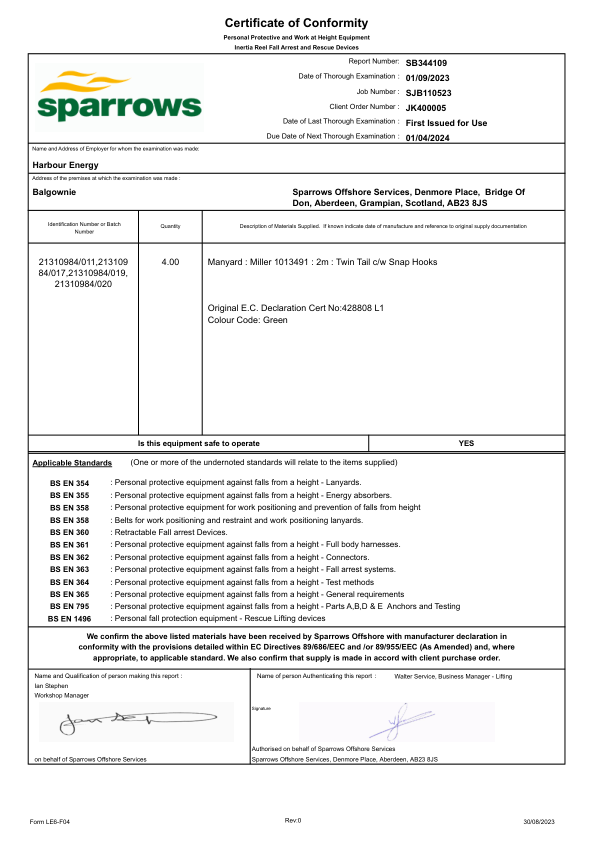 Certificate of Conformity
Personal Protective and Work at Height Equipment
Inertia Reel Fall Arrest and Rescue Devices
sparrows
Report Number: SB344109
Date of Thorough Examination : 01/09/2023
Job Number : SJB110523
Client Order Number : JK400005
Date of Last Thorough Examination : First Issued for Use
Due Date of Next Thorough Examination : 01/04/2024
Name and Address of Employer for whom the examination was made:
Harbour Energy
Address of the premises at which the examination was made :
Balgownie
Sparrows Offshore Services, Denmore Place, Bridge Of
Don, Aberdeen, Grampian, Scotland, AB23 8JS
Identification Number or Batch
Number
Quantity
Description of Materials Supplied. If known indicate date of manufacture and reference to original supply documentation
21310984/011,213109
84/017,21310984/019,
21310984/020
4.00
Manyard : Miller 1013491 : 2m : Twin Tail c/w Snap Hooks
Original E.C. Declaration Cert No:428808 L1
Colour Code: Green
Is this equipment safe to operate YES
Applicable Standards (One or more of the undernoted standards will relate to the items supplied)
BS EN 354 : Personal protective equipment against falls from a height - Lanyards.
BS EN 355 : Personal protective equipment against falls from a height - Energy absorbers.
BS EN 358 : Personal protective equipment for work positioning and prevention of falls from height
BS EN 358 : Belts for work positioning and restraint and work positioning lanyards.
BS EN 360 : Retractable Fall arrest Devices.
BS EN 361 : Personal protective equipment against falls from a height - Full body harnesses.
BS EN 362 : Personal protective equipment against falls from a height - Connectors.
BS EN 363 : Personal protective equipment against falls from a height - Fall arrest systems.
BS EN 364 : Personal protective equipment against falls from a height - Test methods
BS EN 365 : Personal protective equipment against falls from a height - General requirements
BS EN 795 : Personal protective equipment against falls from a height - Parts A,B,D & E Anchors and Testing
BS EN 1496 : Personal fall protection equipment - Rescue Lifting devices
We confirm the above listed materials have been received by Sparrows Offshore with manufacturer declaration in
conformity with the provisions detailed within EC Directives 89/686/EEC and /or 89/955/EEC (As Amended) and, where
appropriate, to applicable standard. We also confirm that supply is made in accord with client purchase order.
Name and Qualification of person making this report :
Ian Stephen
Workshop Manager
on behalf of Sparrows Offshore Services
Name of person Authenticating this report : Walter Service, Business Manager - Lifting
Signature
Authorised on behalf of Sparrows Offshore Services
Sparrows Offshore Services, Denmore Place, Aberdeen, AB23 8JS
Form LE6-F04
Rev:0
30/08/2023